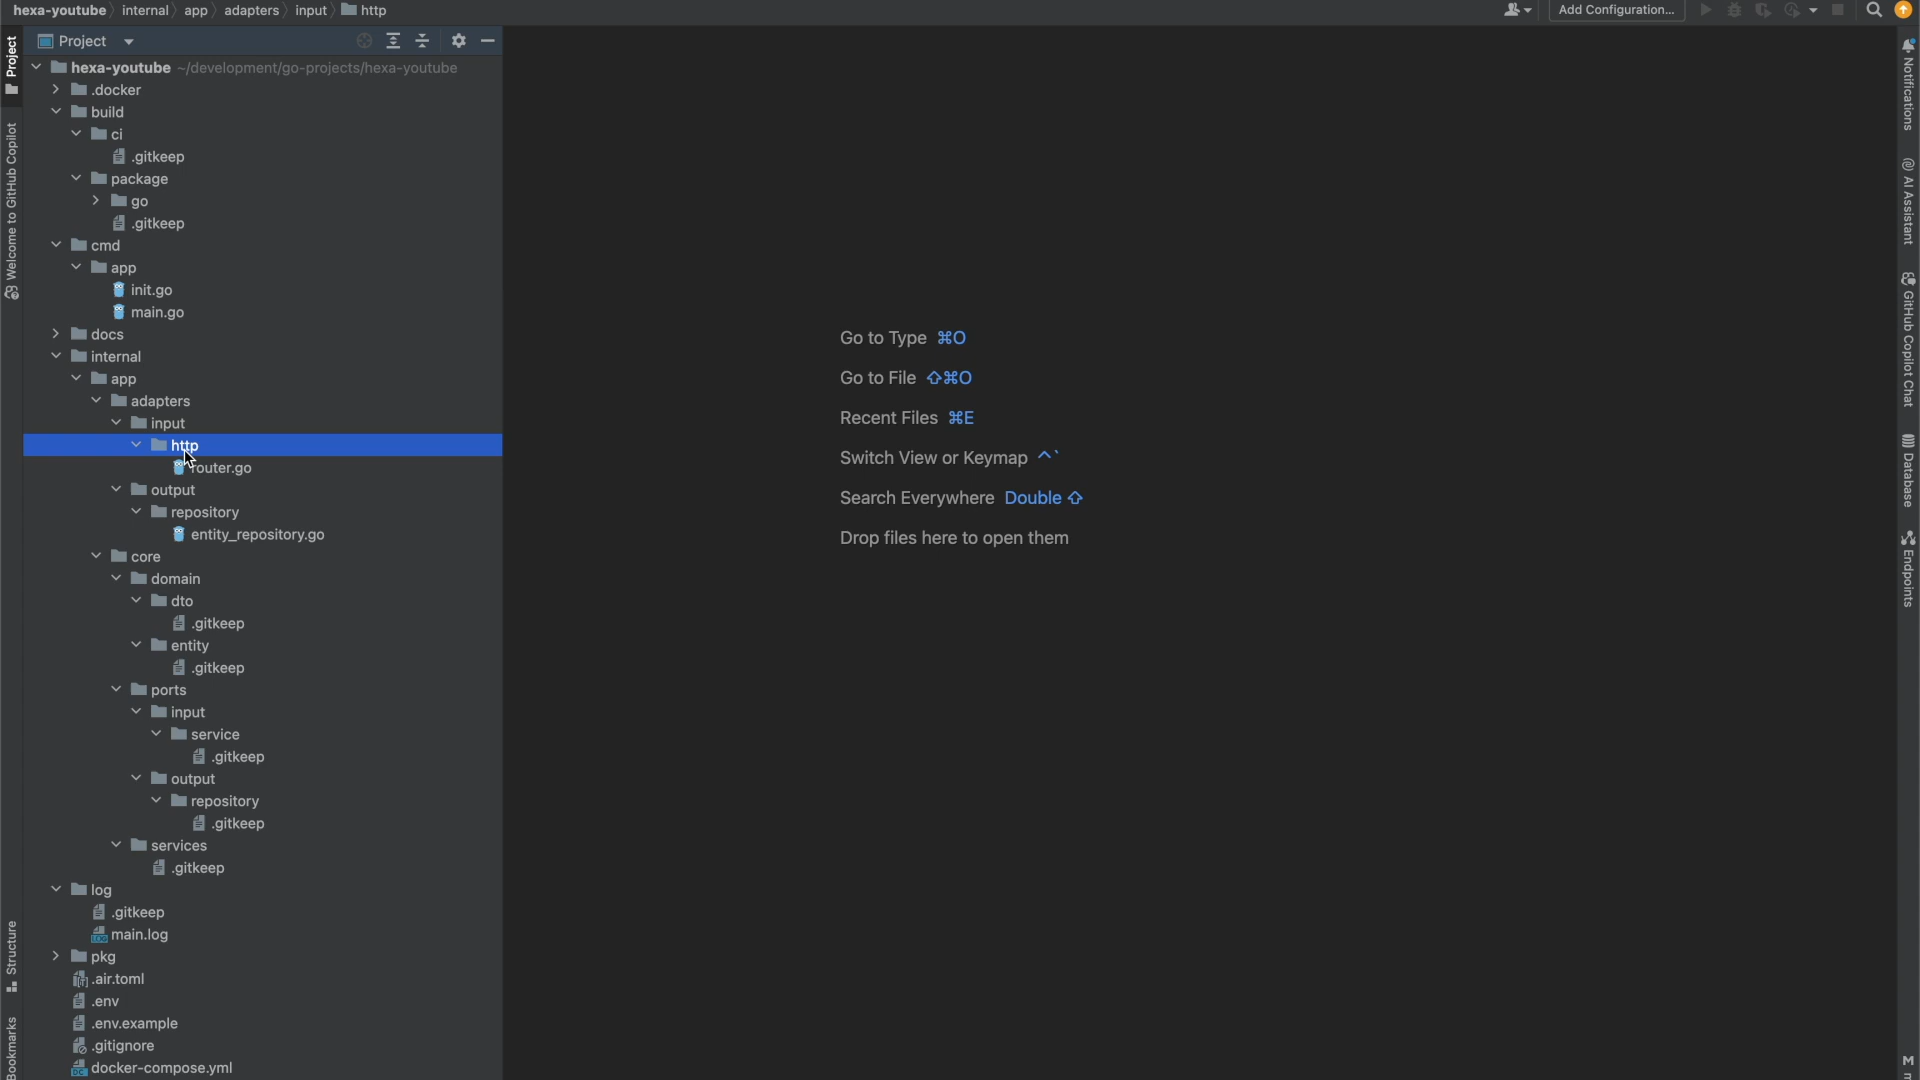 hexa-youtube internal app adapters input http
Add Configuration...
Project
hexa-youtube ~/development/go-projects/hexa-youtube
.docker
build
ci
.gitkeep
package
go
.gitkeep
cmd
app
init.go
main.go
docs
internal
app
adapters
input
http
router.go
output
repository
entity_repository.go
core
domain
dto
.gitkeep
entity
.gitkeep
ports
input
service
.gitkeep
output
repository
.gitkeep
services
.gitkeep
log
.gitkeep
main.log
pkg
.air.toml
.env
.env.example
.gitignore
docker-compose.yml
Go to Type ⌘O
Go to File ⇧⌘O
Recent Files ⌘E
Switch View or Keymap ^`
Search Everywhere Double ⇧
Drop files here to open them
Project
Welcome to GitHub Copilot
Structure
Bookmarks
Notifications
AI Assistant
GitHub Copilot Chat
Database
Endpoints
M